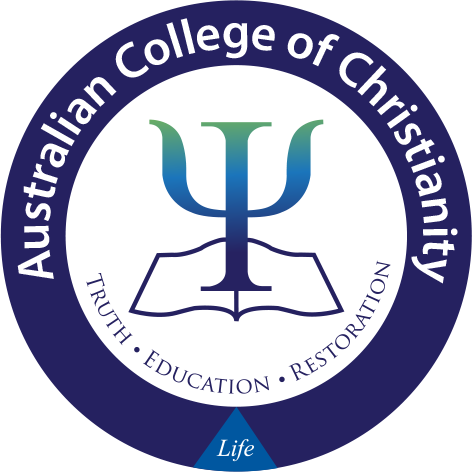 Australian College of Christianity
Ψ
TRUTH • EDUCATION • RESTORATION
Life